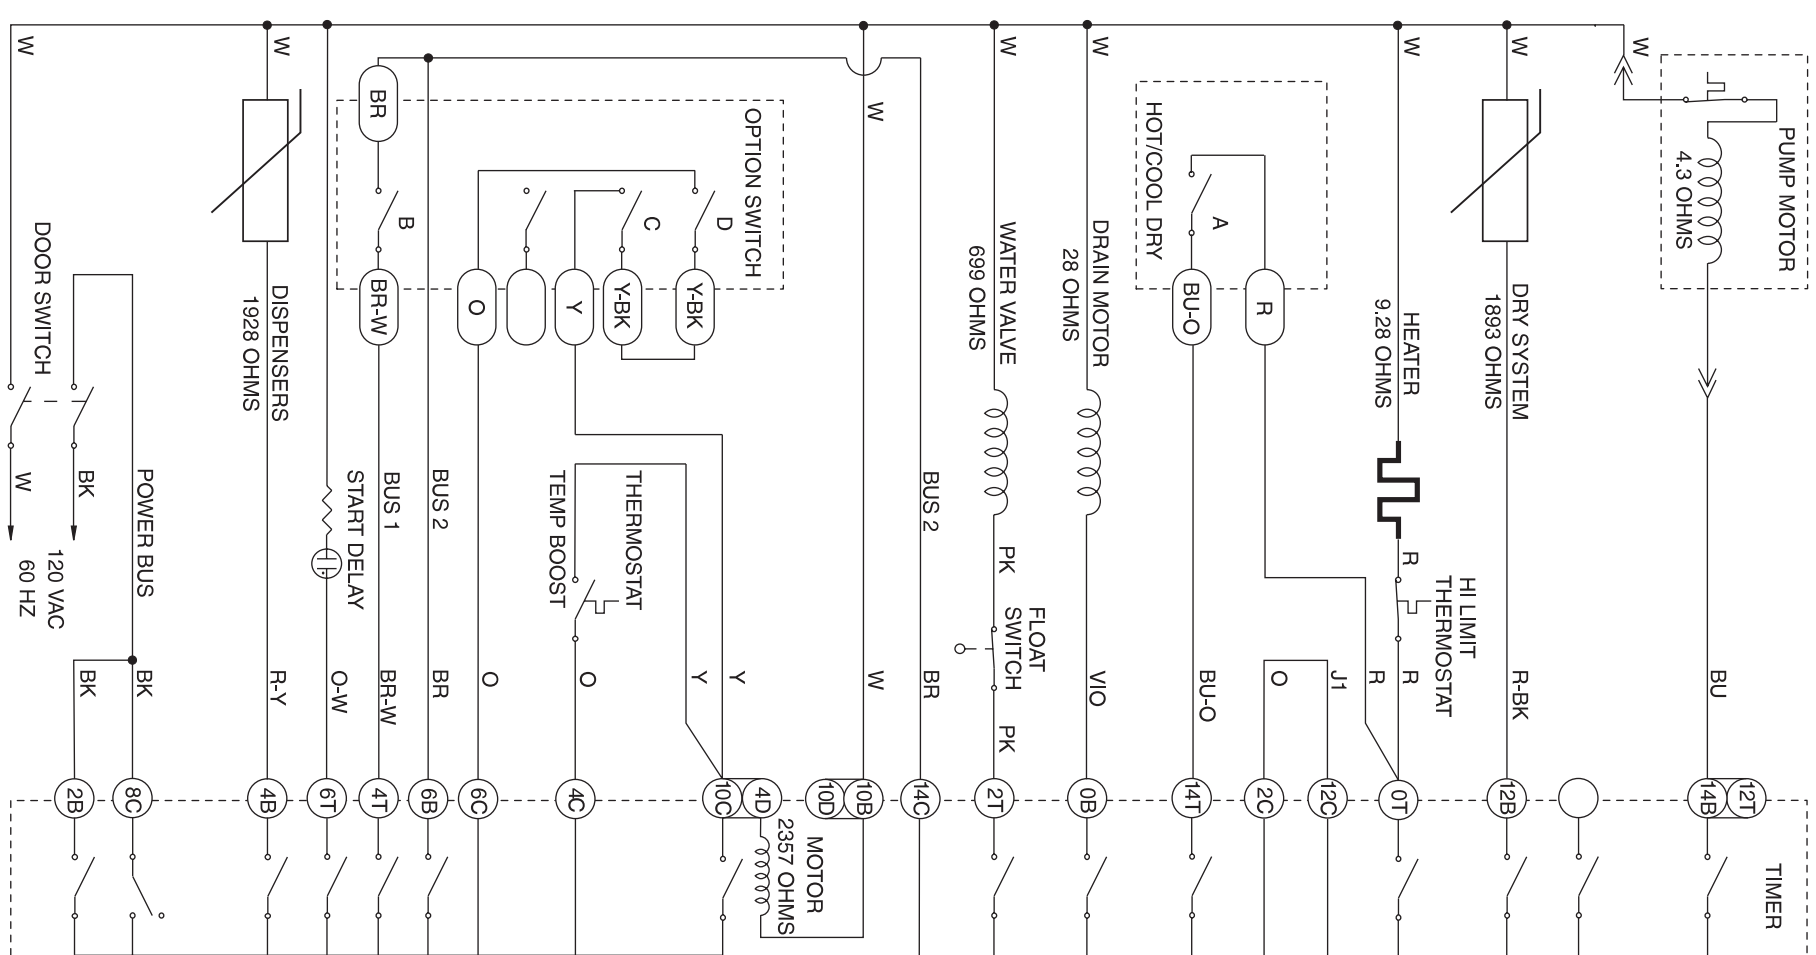 W
W
W
W
W
W
W
W
PUMP MOTOR
4.3 OHMS
BR
OPTION SWITCH
B
C
D
HOT/COOL DRY
A
DOOR SWITCH
DISPENSERS
1928 OHMS
BR-W
O
Y
Y-BK
Y-BK
WATER VALVE
699 OHMS
DRAIN MOTOR
28 OHMS
BU-O
R
HEATER
9.28 OHMS
DRY SYSTEM
1893 OHMS
W
BK
POWER BUS
120 VAC
60 HZ
START DELAY
BUS 1
BUS 2
TEMP BOOST
THERMOSTAT
BUS 2
PK
FLOAT
SWITCH
R
HI LIMIT
THERMOSTAT
BK
BK
R-Y
O-W
BR-W
BR
O
O
Y
Y
W
BR
PK
VIO
BU-O
O
J1
R
R
R-BK
BU
2B
8C
4B
6T
4T
6B
6C
4C
10C
4D
10D
10B
14C
2T
0B
14T
2C
12C
0T
12B
14B
12T
MOTOR
2357 OHMS
TIMER